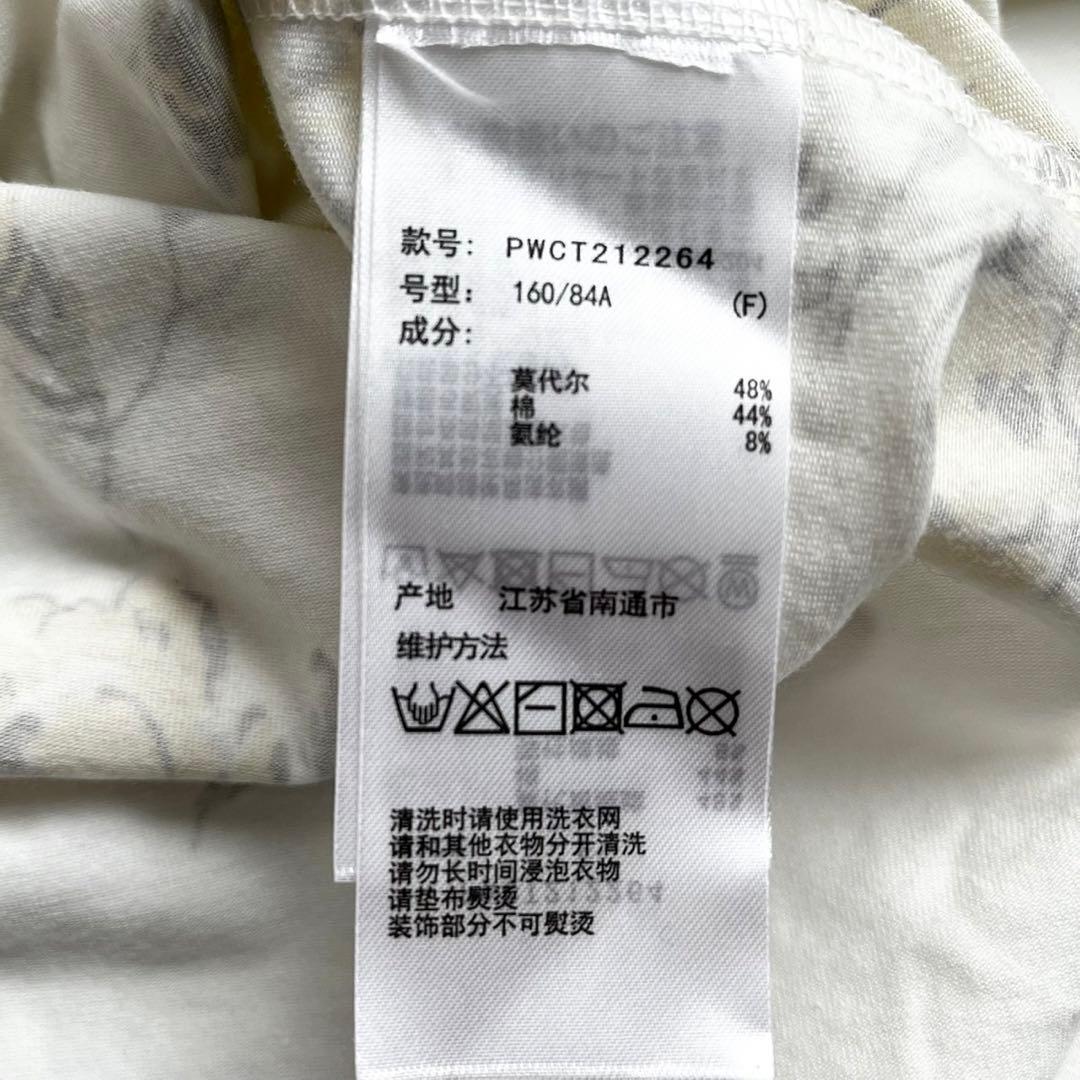 款号: PWCT212264
号型: 160/84A (F)
成分:
莫代尔 48%
棉 44%
氨纶 8%
产地 江苏省南通市
维护方法
清洗时请使用洗衣网
请和其他衣物分开清洗
请勿长时间浸泡衣物
请垫布熨烫
装饰部分不可熨烫